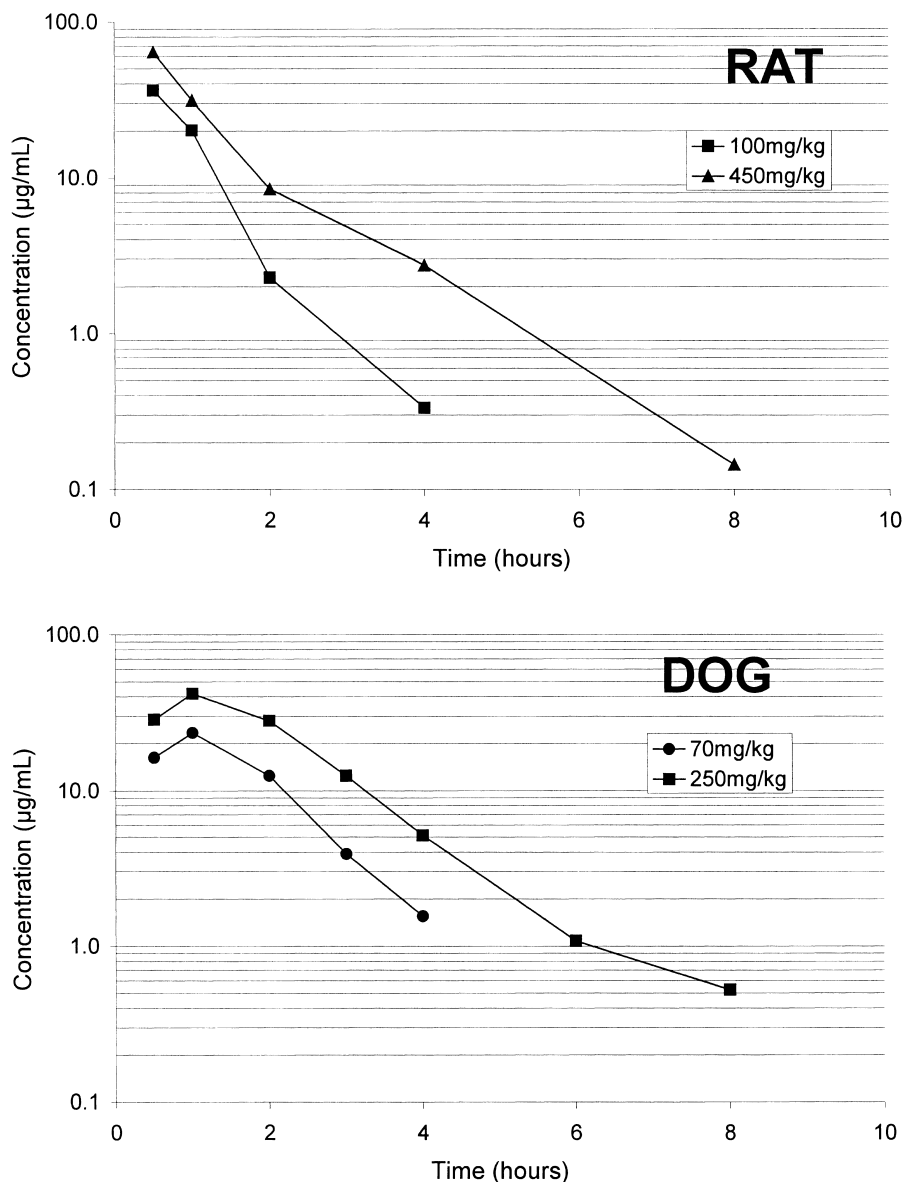 100.0
RAT
100mg/kg
450mg/kg
10.0
Concentration (µg/mL)
1.0
0.1
0 2 4 6 8 10
Time (hours)
100.0
DOG
70mg/kg
250mg/kg
10.0
Concentration (µg/mL)
1.0
0.1
0 2 4 6 8 10
Time (hours)